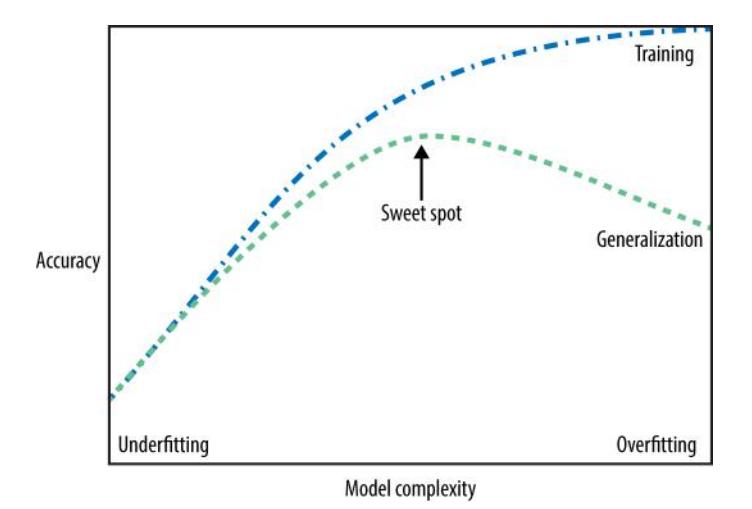 Training
Sweet spot
Generalization
Accuracy
Underfitting
Overfitting
Model complexity